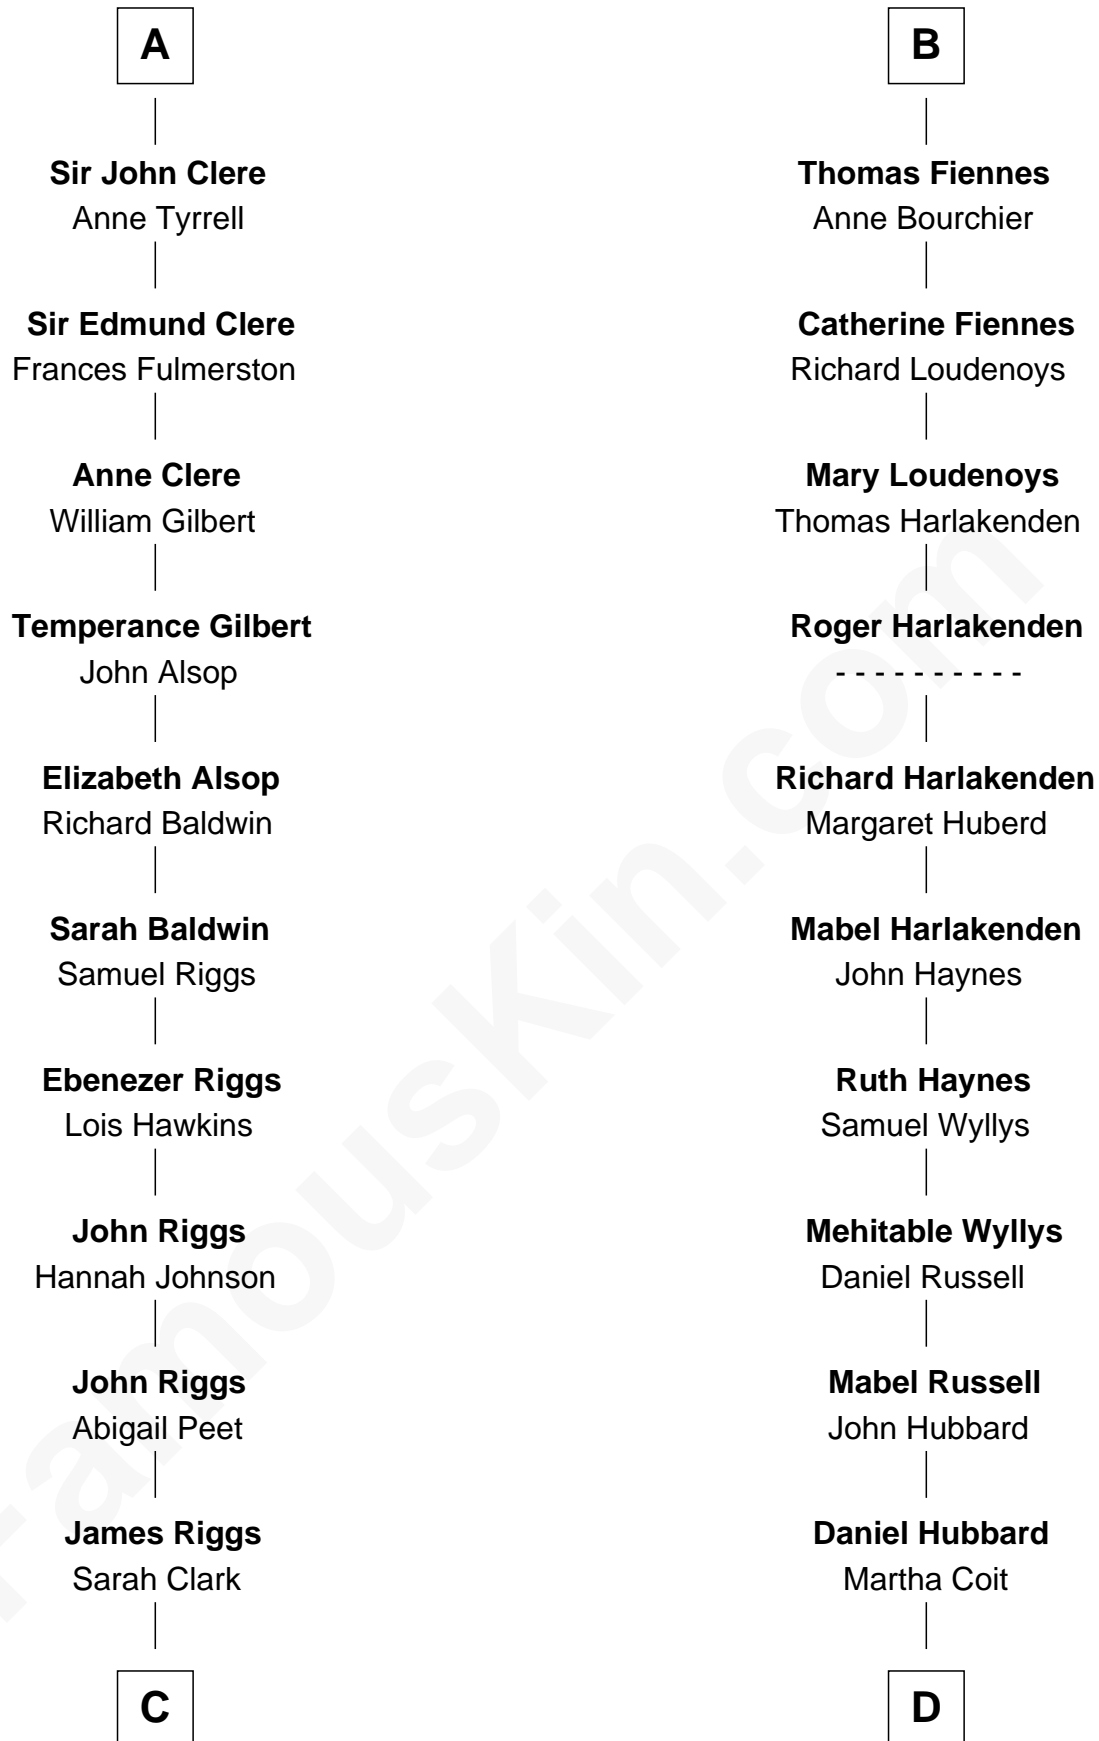 A
Sir John Clere
Anne Tyrrell
Sir Edmund Clere
Frances Fulmerston
Anne Clere
William Gilbert
Temperance Gilbert
John Alsop
Elizabeth Alsop
Richard Baldwin
Sarah Baldwin
Samuel Riggs
Ebenezer Riggs
Lois Hawkins
John Riggs
Hannah Johnson
John Riggs
Abigail Peet
James Riggs
Sarah Clark
C
B
Thomas Fiennes
Anne Bourchier
Catherine Fiennes
Richard Loudenoys
Mary Loudenoys
Thomas Harlakenden
Roger Harlakenden
- - - - - - - - - -
Richard Harlakenden
Margaret Huberd
Mabel Harlakenden
John Haynes
Ruth Haynes
Samuel Wyllys
Mehitable Wyllys
Daniel Russell
Mabel Russell
John Hubbard
Daniel Hubbard
Martha Coit
D
FamousKin.com